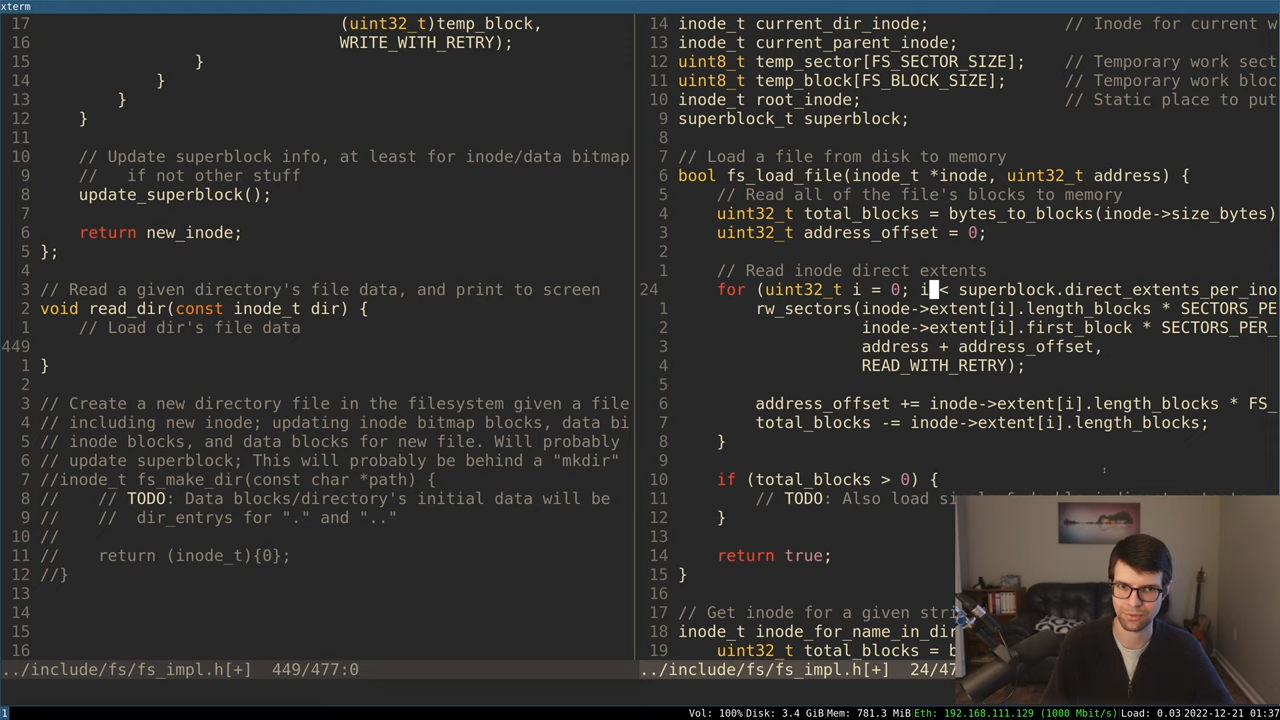 xterm
17 (uint32_t)temp_block,
16 WRITE_WITH_RETRY);
15 }
14 }
13 }
12 }
11
10 // Update superblock info, at least for inode/data bitmap
9 // if not other stuff
8 update_superblock();
7
6 return new_inode;
5 };
4
3 // Read a given directory's file data, and print to screen
2 void read_dir(const inode_t dir) {
1 // Load dir's file data
449
1 }
2
3 // Create a new directory file in the filesystem given a file
4 // including new inode; updating inode bitmap blocks, data bi
5 // inode blocks, and data blocks for new file. Will probably
6 // update superblock; This will probably be behind a "mkdir"
7 //inode_t fs_make_dir(const char *path) {
8 // // TODO: Data blocks/directory's initial data will be
9 // // dir_entrys for "." and ".."
10 //
11 // return (inode_t){0};
12 //}
13
14
15
16
../include/fs/fs_impl.h[+] 449/477:0
14 inode_t current_dir_inode; // Inode for current w
13 inode_t current_parent_inode;
12 uint8_t temp_sector[FS_SECTOR_SIZE]; // Temporary work sect
11 uint8_t temp_block[FS_BLOCK_SIZE]; // Temporary work bloc
10 inode_t root_inode; // Static place to put
9 superblock_t superblock;
8
7 // Load a file from disk to memory
6 bool fs_load_file(inode_t *inode, uint32_t address) {
5 // Read all of the file's blocks to memory
4 uint32_t total_blocks = bytes_to_blocks(inode->size_bytes)
3 uint32_t address_offset = 0;
2
1 // Read inode direct extents
24 for (uint32_t i = 0; i < superblock.direct_extents_per_ino
1 rw_sectors(inode->extent[i].length_blocks * SECTORS_PE
2 inode->extent[i].first_block * SECTORS_PER_
3 address + address_offset,
4 READ_WITH_RETRY);
5
6 address_offset += inode->extent[i].length_blocks * FS_
7 total_blocks -= inode->extent[i].length_blocks;
8 }
9
10 if (total_blocks > 0) {
11 // TODO: Also load
12 }
13
14 return true;
15 }
16
17 // Get inode for a given stri
18 inode_t inode_for_name_in_dir
19 uint32_t total_blocks = b
../include/fs/fs_impl.h[+] 24/47
1 Vol: 100% Disk: 3.4 GiB Mem: 781.3 MiB Eth: 192.168.111.129 (1000 Mbit/s) Load: 0.03 2022-12-21 01:37